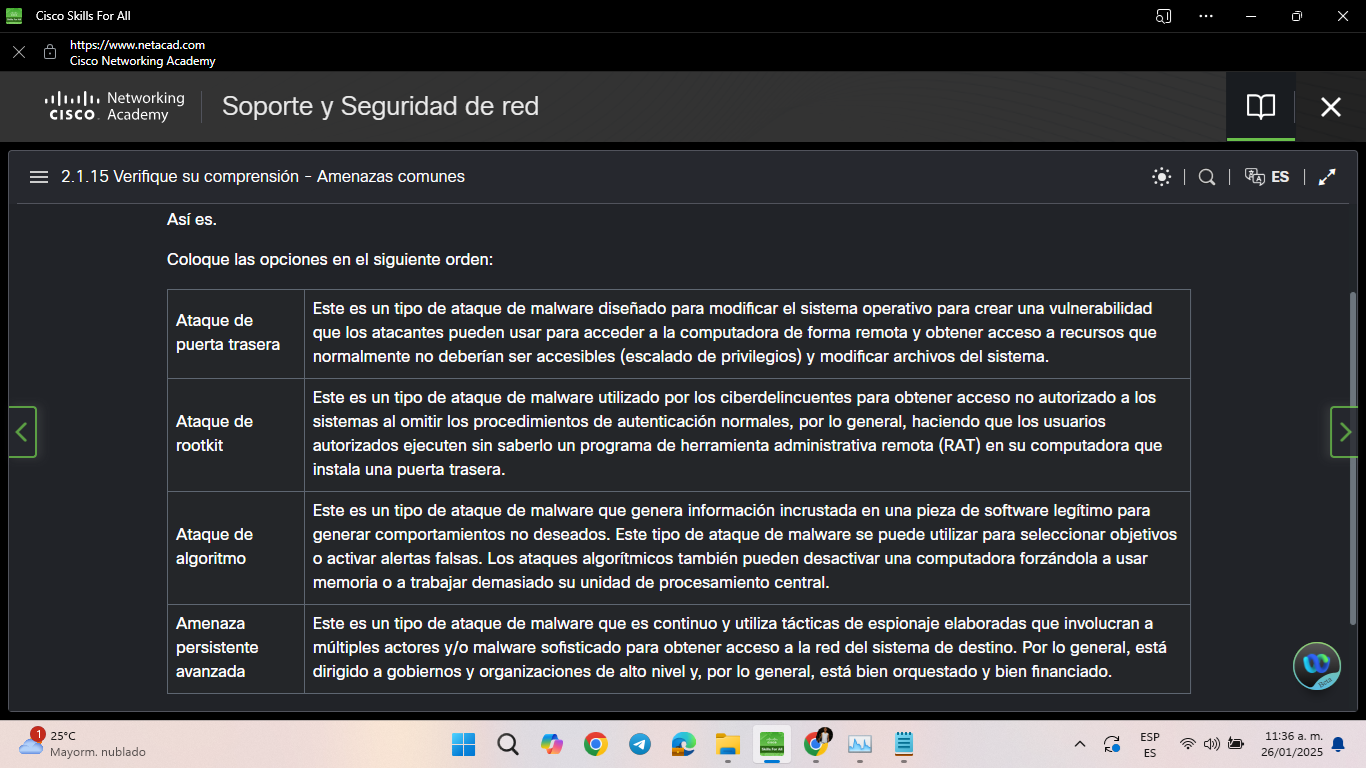 Cisco Skills For All
https://www.netacad.com
Cisco Networking Academy
Networking
CISCO Academy
Soporte y Seguridad de red
2.1.15 Verifique su comprensión - Amenazas comunes
ES
Así es.
Coloque las opciones en el siguiente orden:
Ataque de
puerta trasera
Este es un tipo de ataque de malware diseñado para modificar el sistema operativo para crear una vulnerabilidad
que los atacantes pueden usar para acceder a la computadora de forma remota y obtener acceso a recursos que
normalmente no deberían ser accesibles (escalado de privilegios) y modificar archivos del sistema.
Ataque de
rootkit
Este es un tipo de ataque de malware utilizado por los ciberdelincuentes para obtener acceso no autorizado a los
sistemas al omitir los procedimientos de autenticación normales, por lo general, haciendo que los usuarios
autorizados ejecuten sin saberlo un programa de herramienta administrativa remota (RAT) en su computadora que
instala una puerta trasera.
Ataque de
algoritmo
Este es un tipo de ataque de malware que genera información incrustada en una pieza de software legítimo para
generar comportamientos no deseados. Este tipo de ataque de malware se puede utilizar para seleccionar objetivos
o activar alertas falsas. Los ataques algorítmicos también pueden desactivar una computadora forzándola a usar
memoria o a trabajar demasiado su unidad de procesamiento central.
Amenaza
persistente
avanzada
Este es un tipo de ataque de malware que es continuo y utiliza tácticas de espionaje elaboradas que involucran a
múltiples actores y/o malware sofisticado para obtener acceso a la red del sistema de destino. Por lo general, está
dirigido a gobiernos y organizaciones de alto nivel y, por lo general, está bien orquestado y bien financiado.
Beta
1
25°C
Mayorm. nublado
Skills For All
ESP
ES
11:36 a. m.
26/01/2025